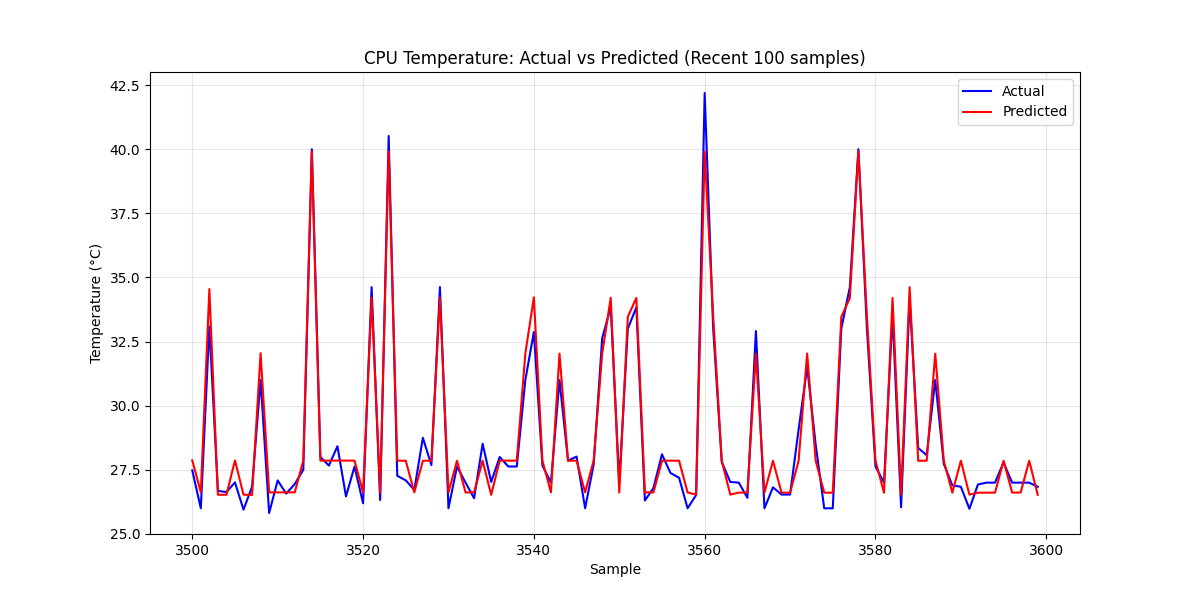 CPU Temperature: Actual vs Predicted (Recent 100 samples)
42.5
40.0
37.5
35.0
32.5
30.0
27.5
25.0
Temperature (°C)
Actual
Predicted
3500 3520 3540 3560 3580 3600
Sample